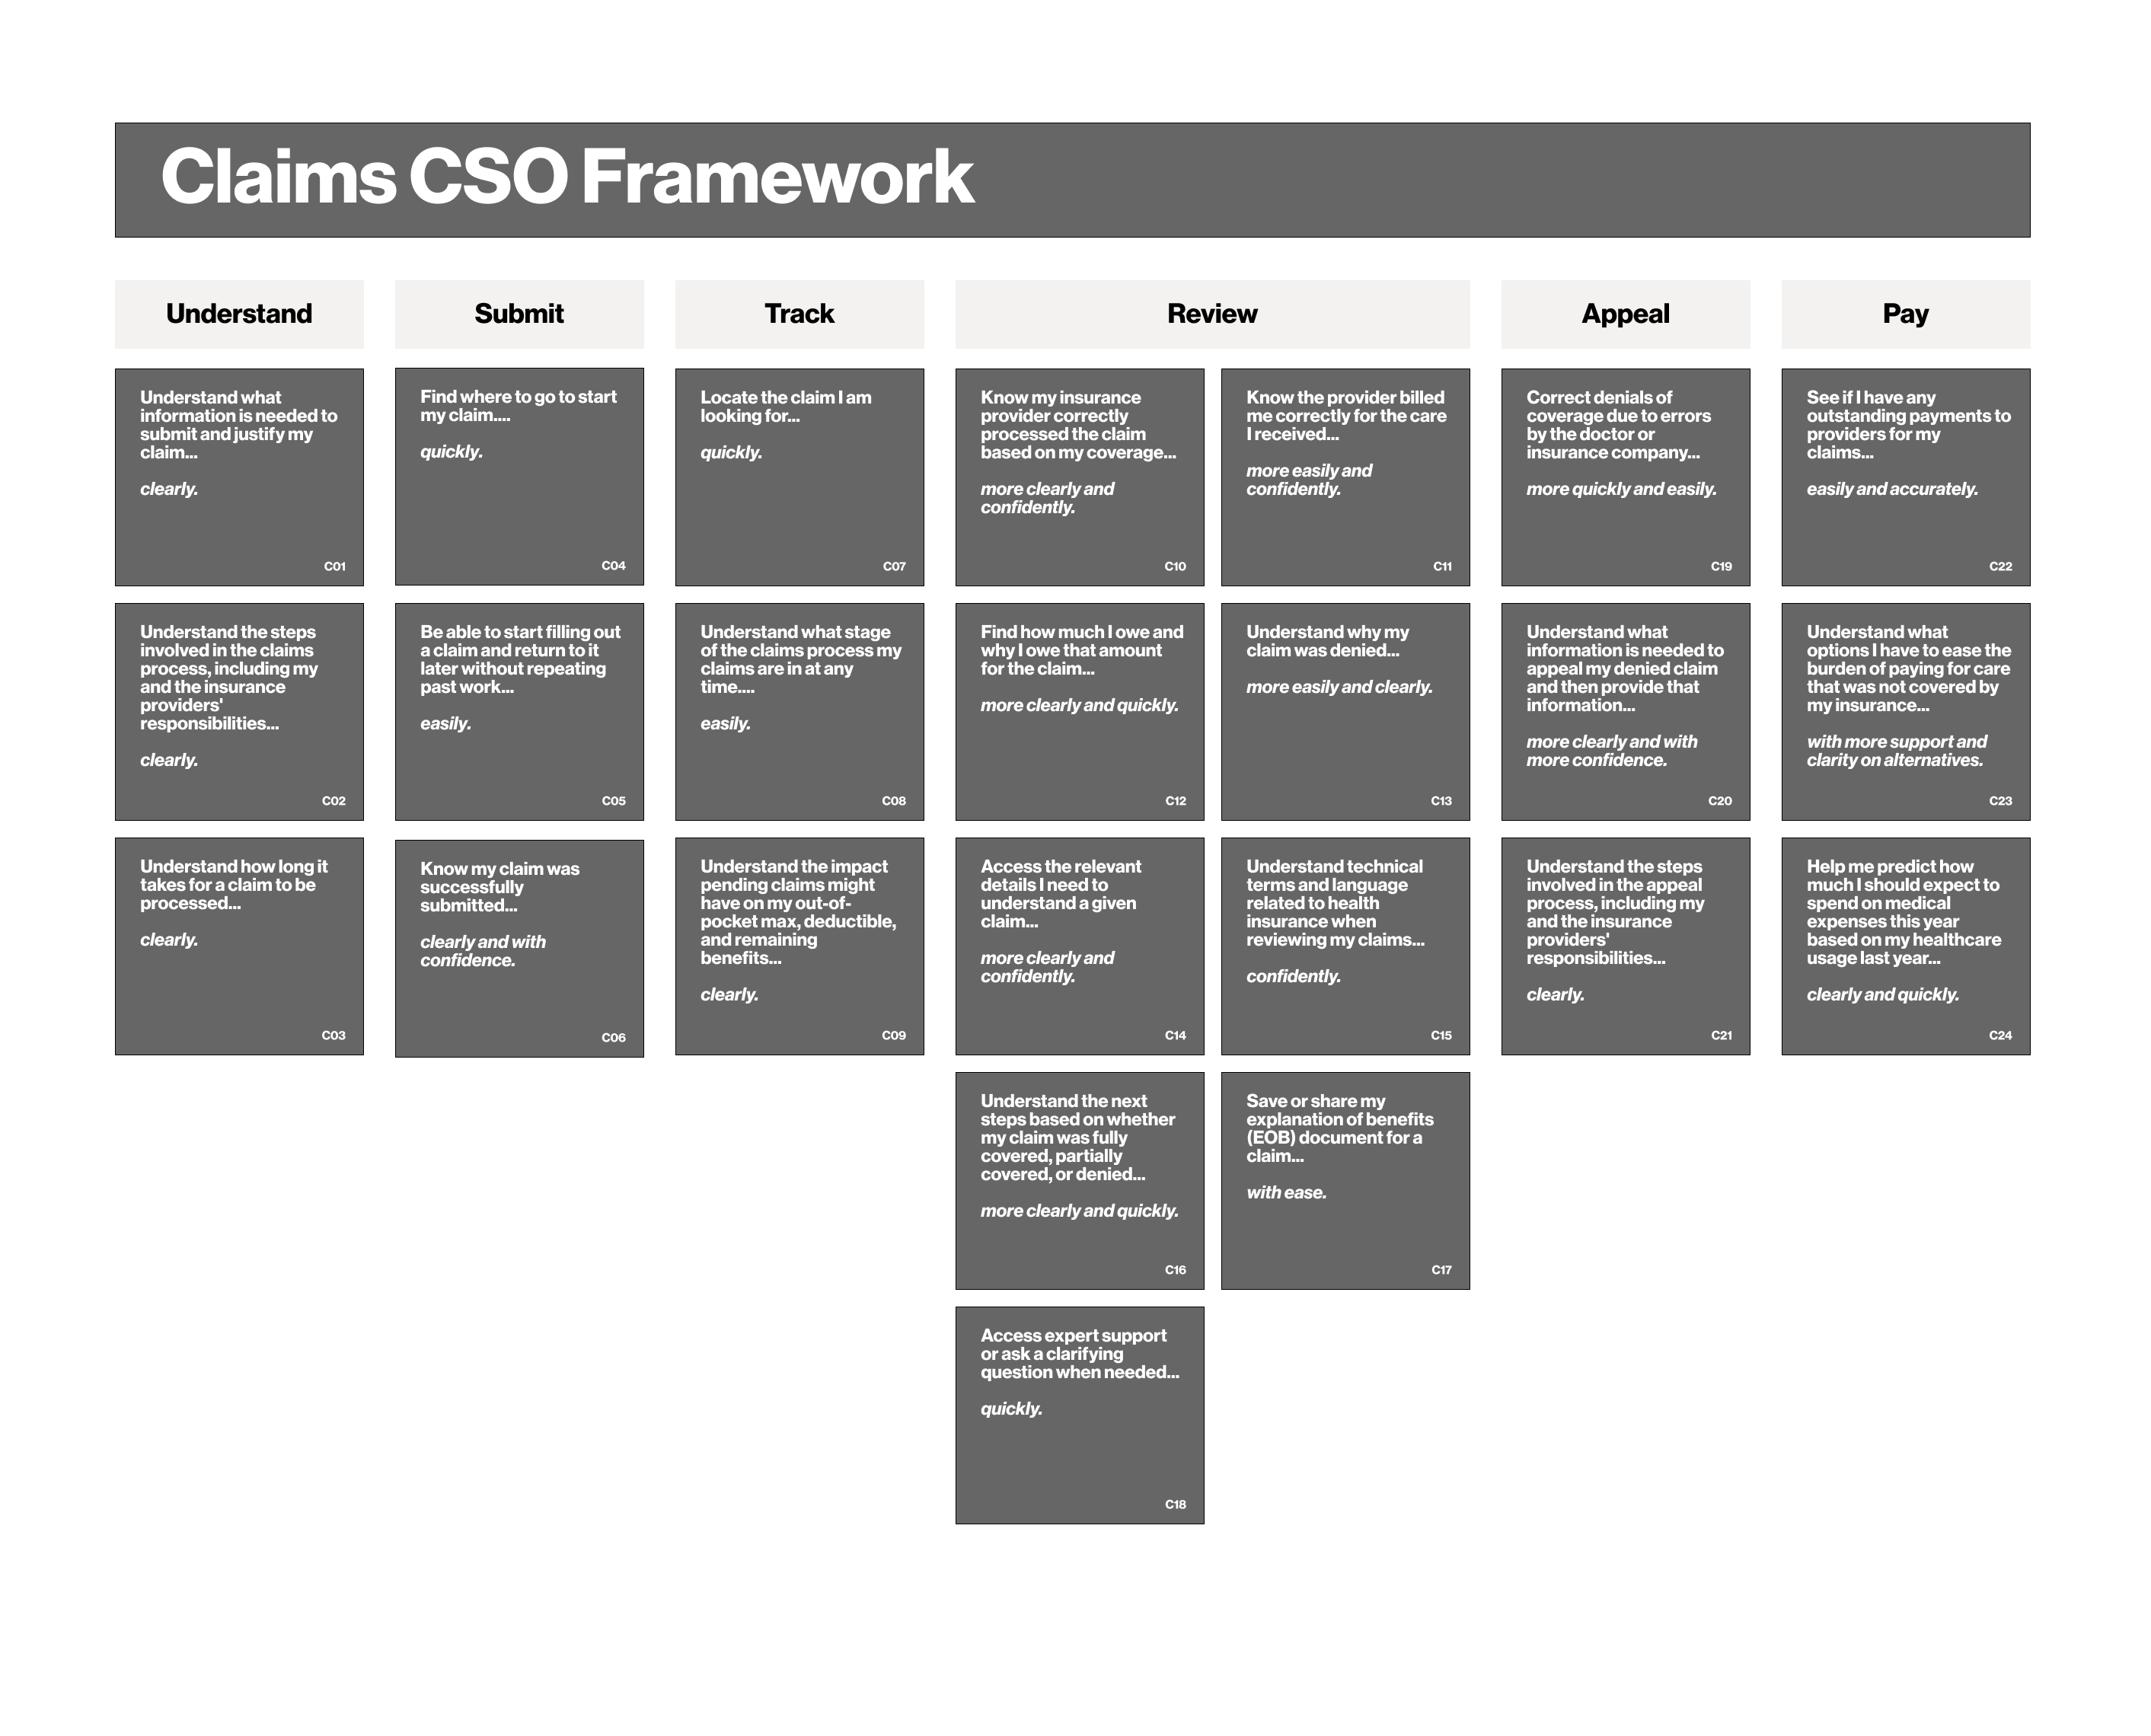 Claims CSO Framework
Understand
Submit
Track
Review
Appeal
Pay
Understand what
information is needed to
submit and justify my
claim...
clearly.
C01
Find where to go to start
my claim....
quickly.
C04
Locate the claim I am
looking for...
quickly.
C07
Know my insurance
provider correctly
processed the claim
based on my coverage...
more clearly and
confidently.
C10
Know the provider billed
me correctly for the care
I received...
more easily and
confidently.
C11
Correct denials of
coverage due to errors
by the doctor or
insurance company...
more quickly and easily.
C19
See if I have any
outstanding payments to
providers for my
claims...
easily and accurately.
C22
Understand the steps
involved in the claims
process, including my
and the insurance
providers'
responsibilities...
clearly.
C02
Be able to start filling out
a claim and return to it
later without repeating
past work...
easily.
C05
Understand what stage
of the claims process my
claims are in at any
time....
easily.
C08
Find how much I owe and
why I owe that amount
for the claim...
more clearly and quickly.
C12
Understand why my
claim was denied...
more easily and clearly.
C13
Understand what
information is needed to
appeal my denied claim
and then provide that
information...
more clearly and with
more confidence.
C20
Understand what
options I have to ease the
burden of paying for care
that was not covered by
my insurance...
with more support and
clarity on alternatives.
C23
Understand how long it
takes for a claim to be
processed...
clearly.
C03
Know my claim was
successfully
submitted...
clearly and with
confidence.
C06
Understand the impact
pending claims might
have on my out-of-
pocket max, deductible,
and remaining
benefits...
clearly.
C09
Access the relevant
details I need to
understand a given
claim...
more clearly and
confidently.
C14
Understand technical
terms and language
related to health
insurance when
reviewing my claims...
confidently.
C15
Understand the steps
involved in the appeal
process, including my
and the insurance
providers'
responsibilities...
clearly.
C21
Help me predict how
much I should expect to
spend on medical
expenses this year
based on my healthcare
usage last year...
clearly and quickly.
C24
Understand the next
steps based on whether
my claim was fully
covered, partially
covered, or denied...
more clearly and quickly.
C16
Save or share my
explanation of benefits
(EOB) document for a
claim...
with ease.
C17
Access expert support
or ask a clarifying
question when needed...
quickly.
C18